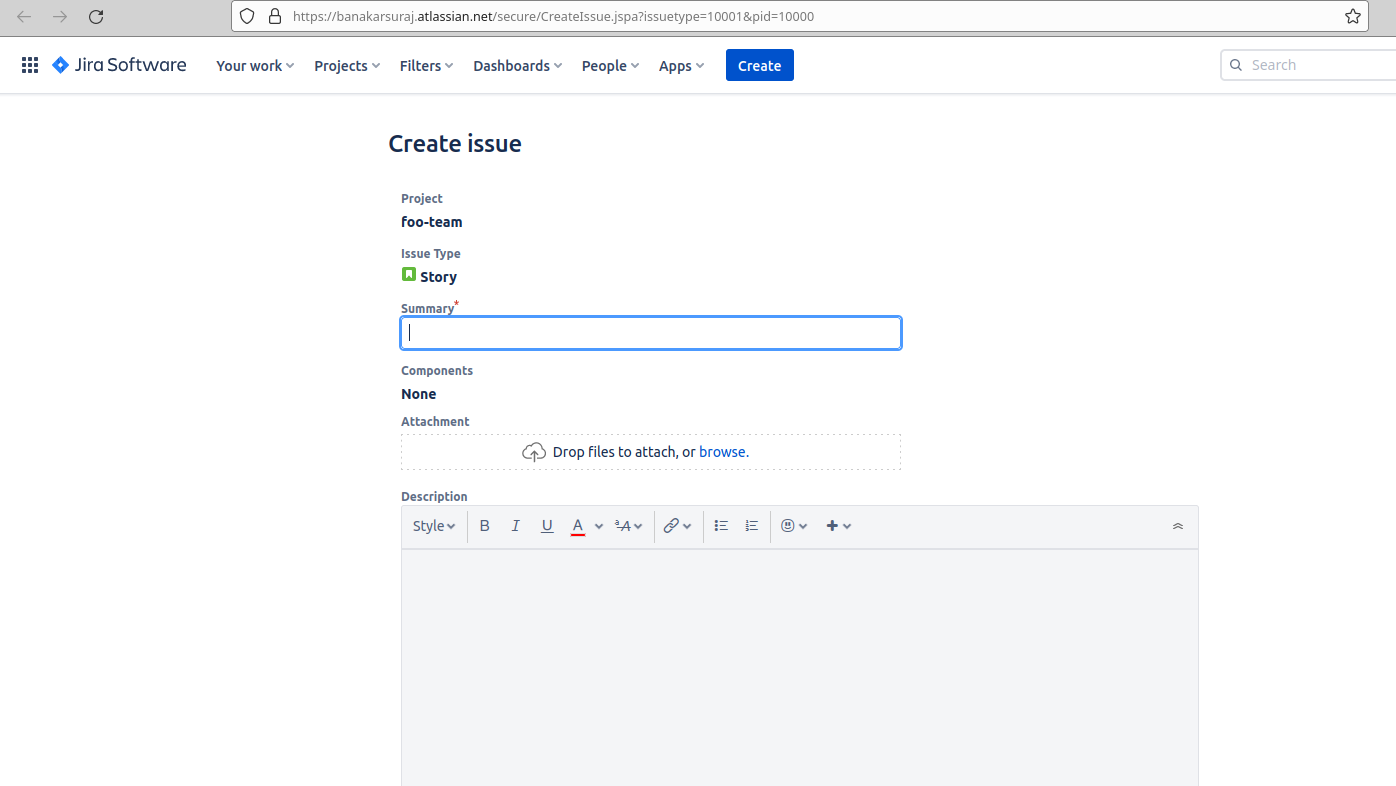 https://banakarsuraj.atlassian.net/secure/CreateIssue.jspa?issuetype=10001&pid=10000
Jira Software Your work Projects Filters Dashboards People Apps Create Search
Create issue
Project
foo-team
Issue Type
Story
Summary*
Components
None
Attachment
Drop files to attach, or browse.
Description
Style B I U A ªA